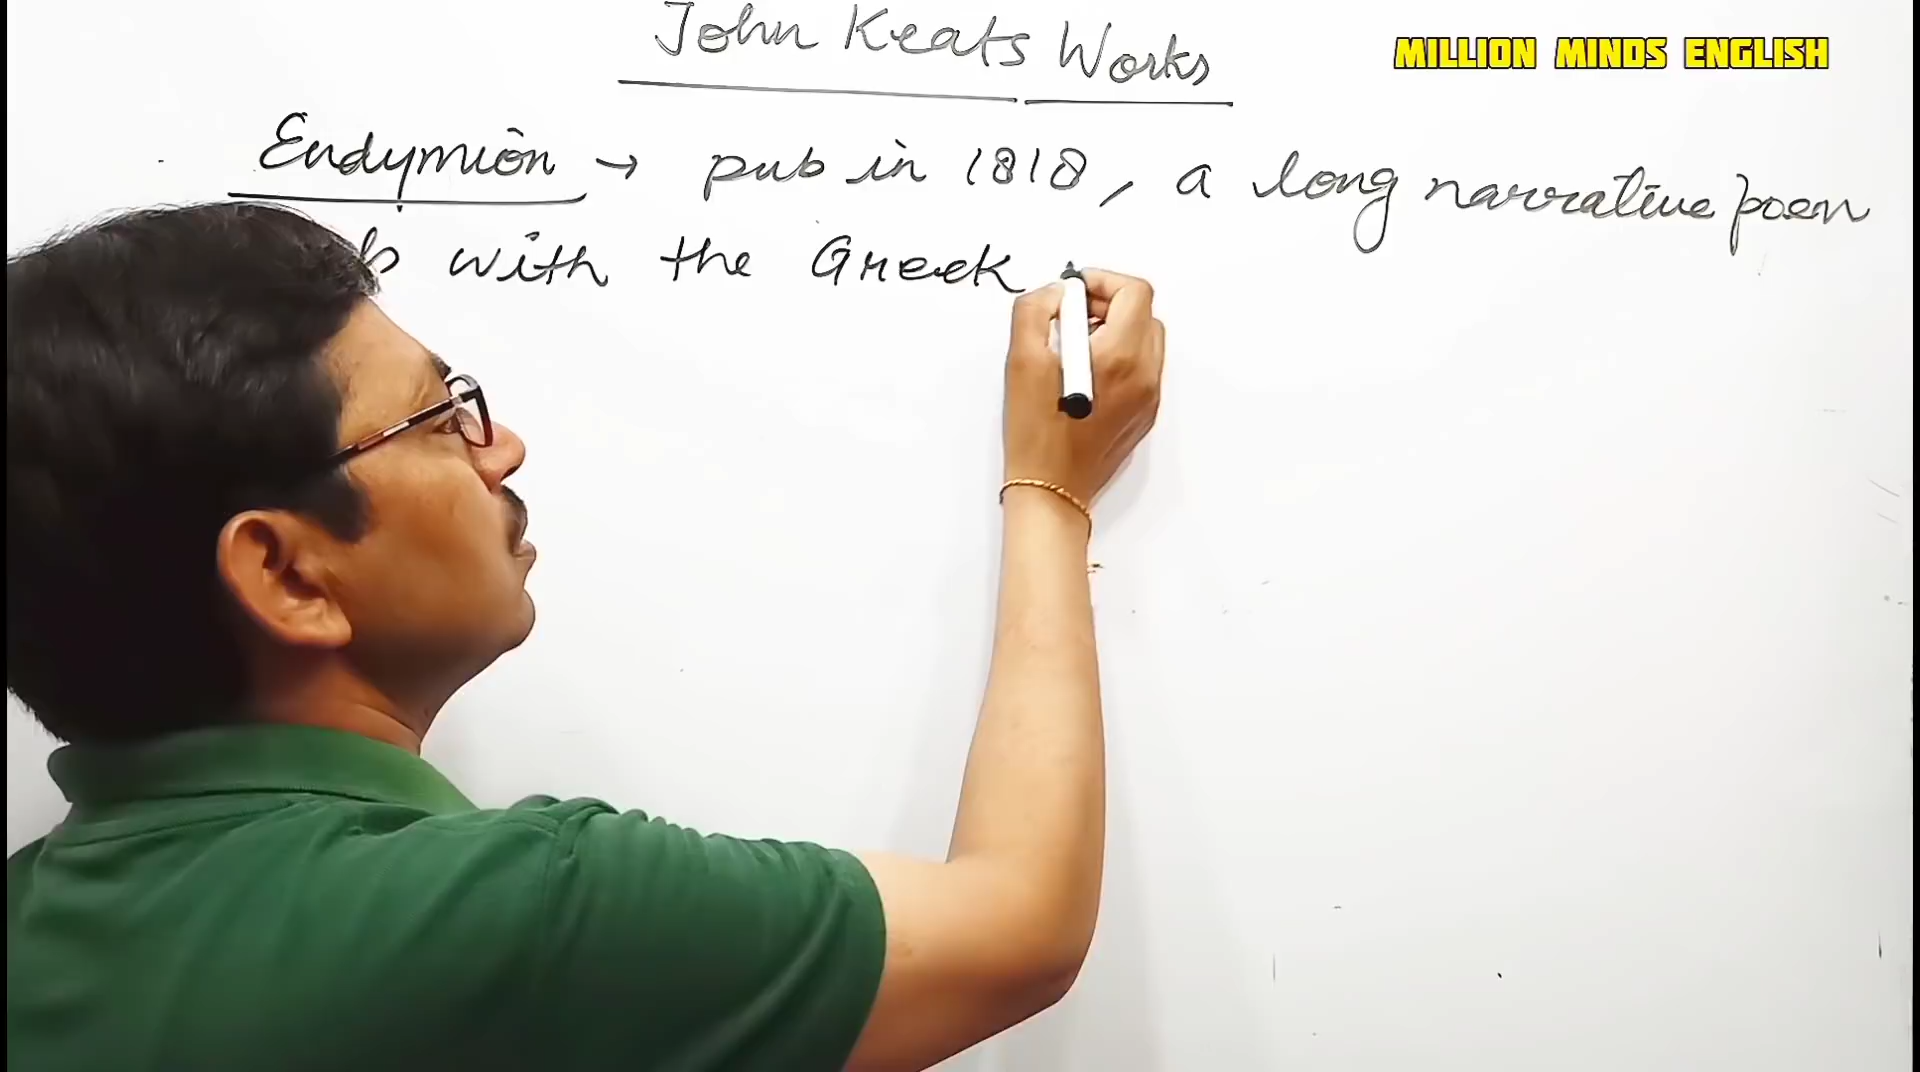 John Keats Works
MILLION MINDS ENGLISH
Endymion → pub in 1818, a long narrative poem
with the Greek